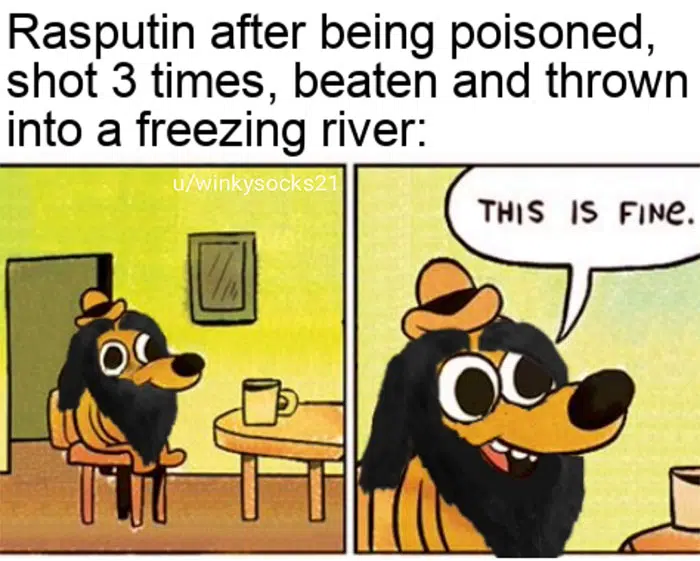 Rasputin after being poisoned,
shot 3 times, beaten and thrown
into a freezing river:
u/winkysocks21
THIS IS FINE.